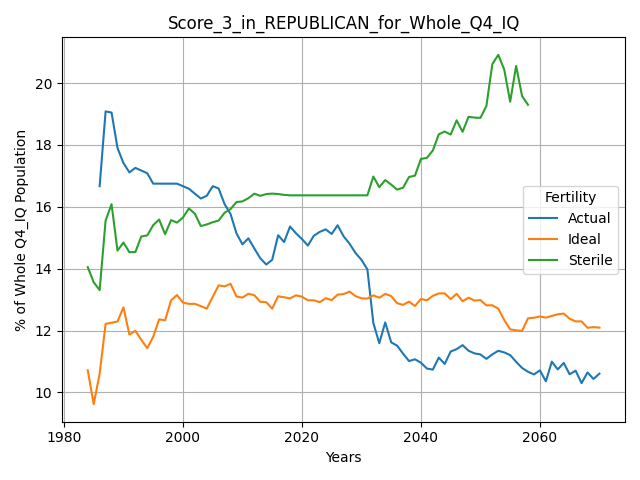 Score_3_in_REPUBLICAN_for_Whole_Q4_IQ
% of Whole Q4_IQ Population
20
18
16
14
12
10
Fertility
Actual
Ideal
Sterile
1980
2000
2020
2040
2060
Years